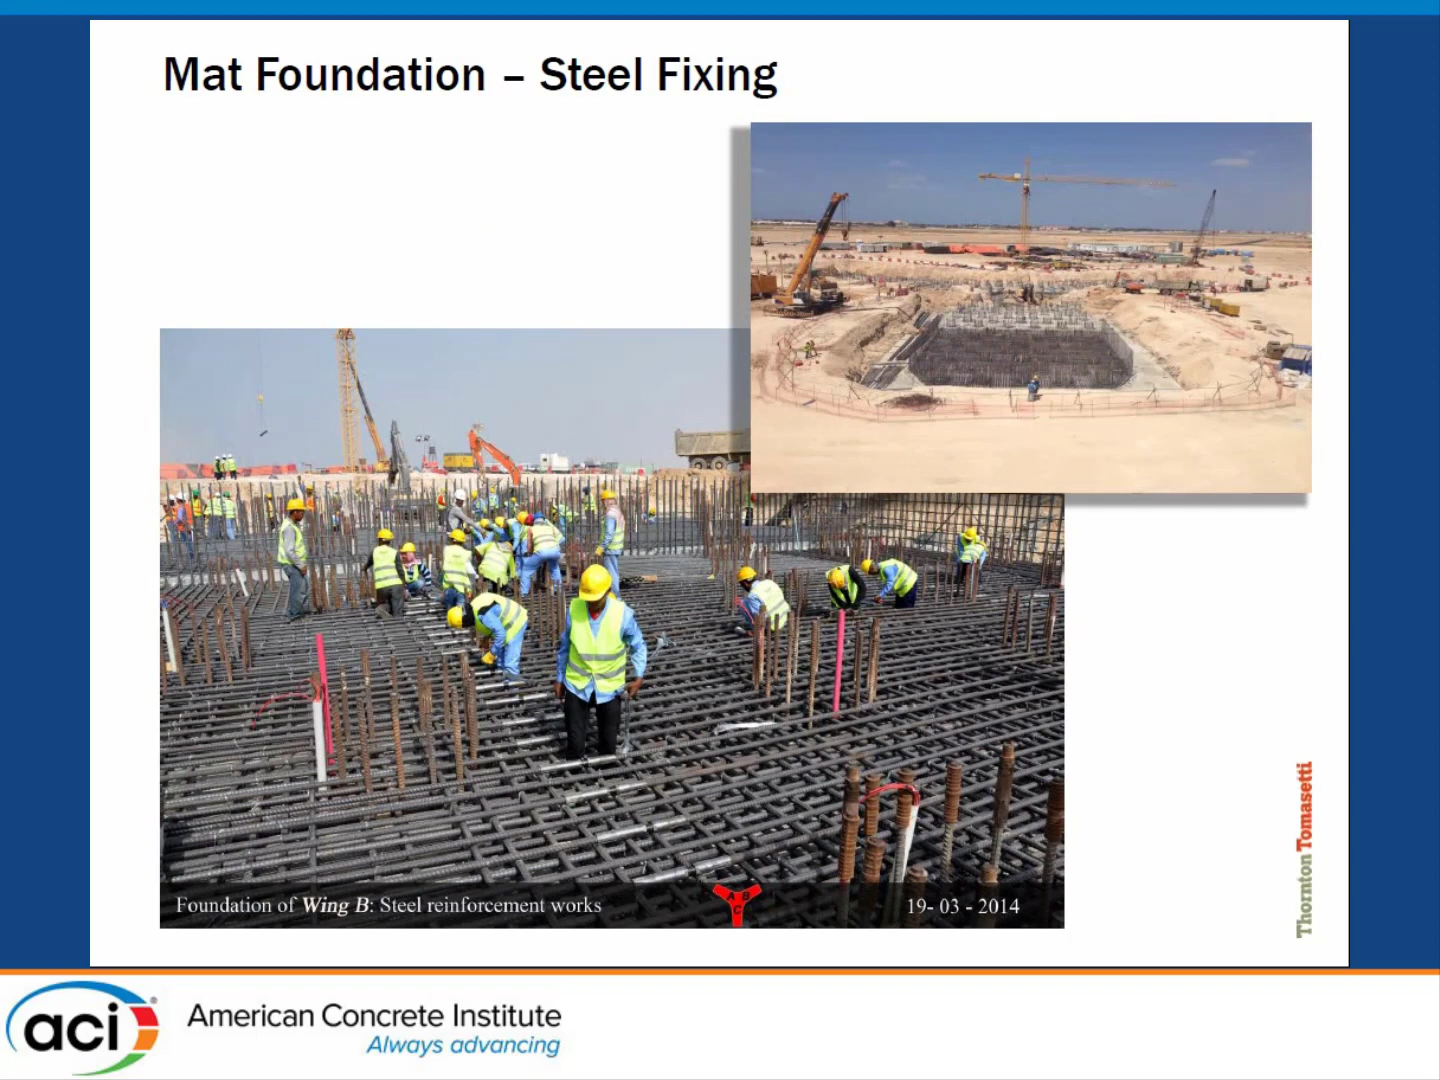 Mat Foundation – Steel Fixing
Foundation of Wing B: Steel reinforcement works
A B
C
19- 03 - 2014
Thornton Tomasetti
aci®
American Concrete Institute
Always advancing